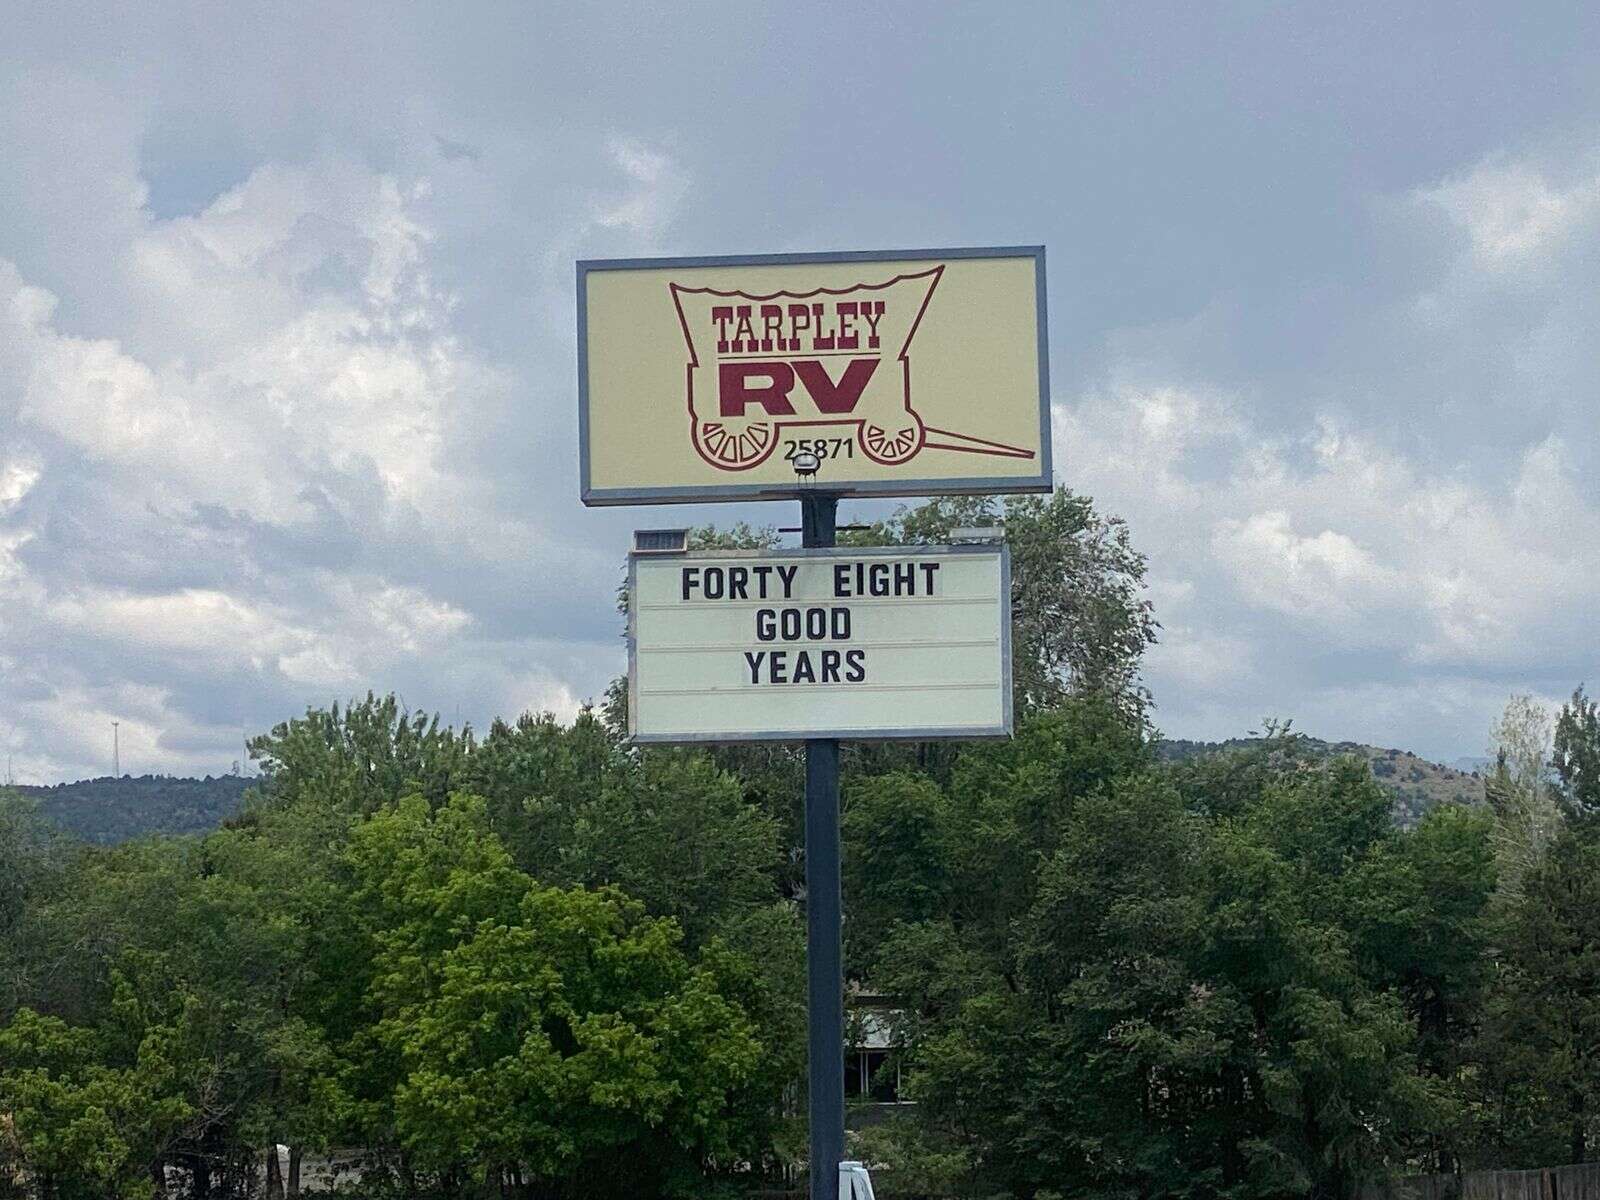 TARPLEY
RV
25871
FORTY EIGHT
GOOD
YEARS